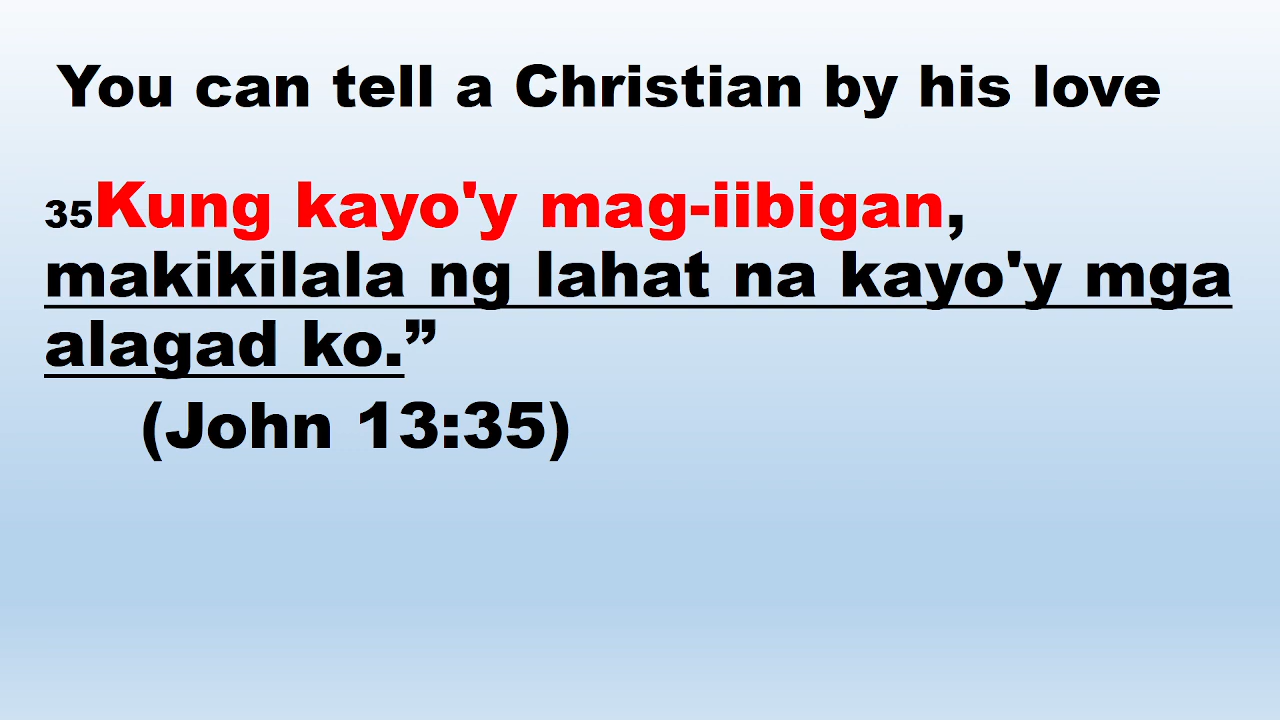 You can tell a Christian by his love
35Kung kayo'y mag-iibigan,
makikilala ng lahat na kayo'y mga
alagad ko.”
(John 13:35)